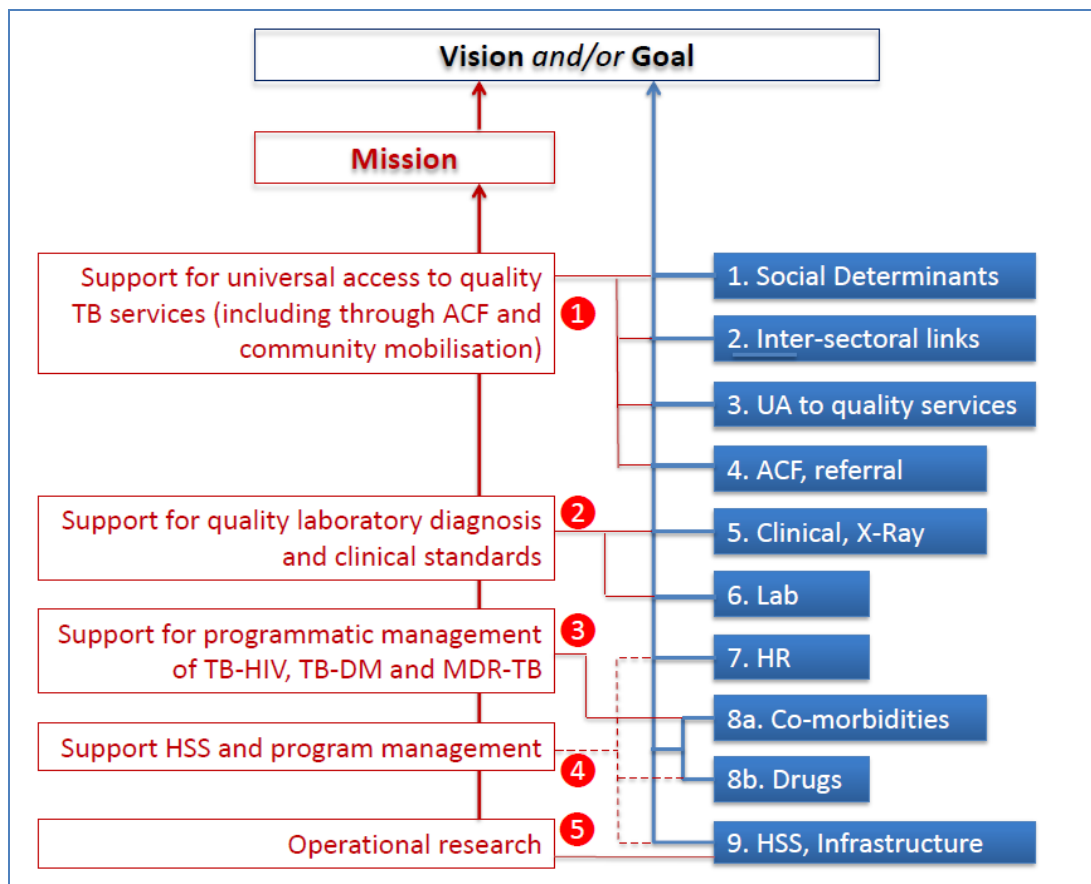 Vision and/or Goal
Mission
Support for universal access to quality
TB services (including through ACF and
community mobilisation)
1
1. Social Determinants
2. Inter-sectoral links
3. UA to quality services
4. ACF, referral
Support for quality laboratory diagnosis
and clinical standards
2
5. Clinical, X-Ray
6. Lab
Support for programmatic management
of TB-HIV, TB-DM and MDR-TB
3
7. HR
8a. Co-morbidities
Support HSS and program management
4
8b. Drugs
Operational research
5
9. HSS, Infrastructure